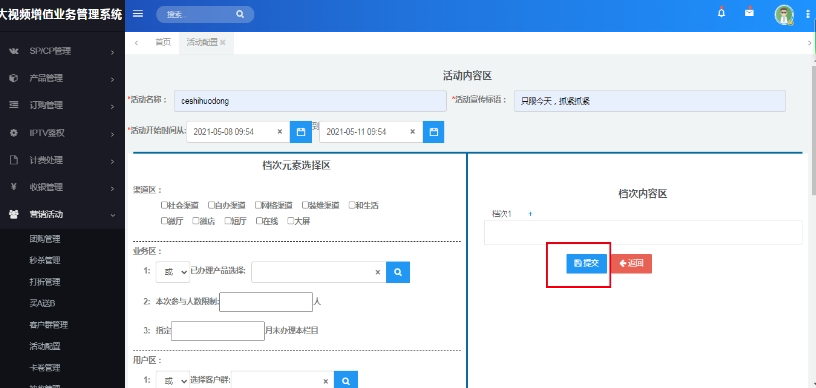 大视频增值业务管理系统
搜索...
首页 活动配置
SP/CP管理
产品管理
订购管理
IPTV鉴权
计费处理
收银管理
营销活动
团购管理
秒杀管理
打折管理
买A送B
客户群管理
活动配置
卡卷管理
活动内容区
*活动名称： ceshihucdong *活动宣传标语： 只限今天，抓紧抓紧
*活动开始时间从: 2021-05-08 09:54 × 到 2021-05-11 09:54 ×
档次元素选择区
渠道区：
社会渠道 自办渠道 网格渠道 装维渠道 和生活
微厅 微店 短厅 在线 大屏
业务区：
1: 或 已办理产品选择: ×
2: 本次参与人数限制: 人
3: 指定 月未办理本栏目
用户区：
1: 或 选择客户群: ×
档次内容区
档次1 +
提交 返回